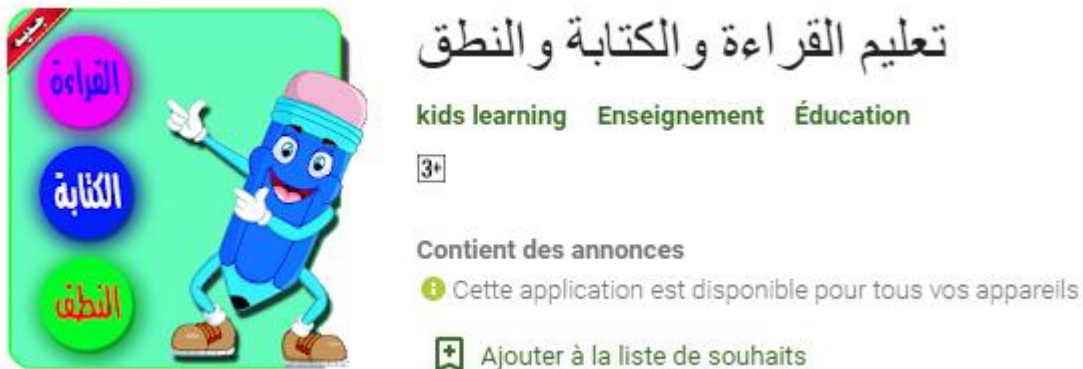 جديد
القراءة
الكتابة
النطق
تعليم القراءة والكتابة والنطق
kids learning Enseignement Éducation
3+
Contient des annonces
Cette application est disponible pour tous vos appareils
Ajouter à la liste de souhaits